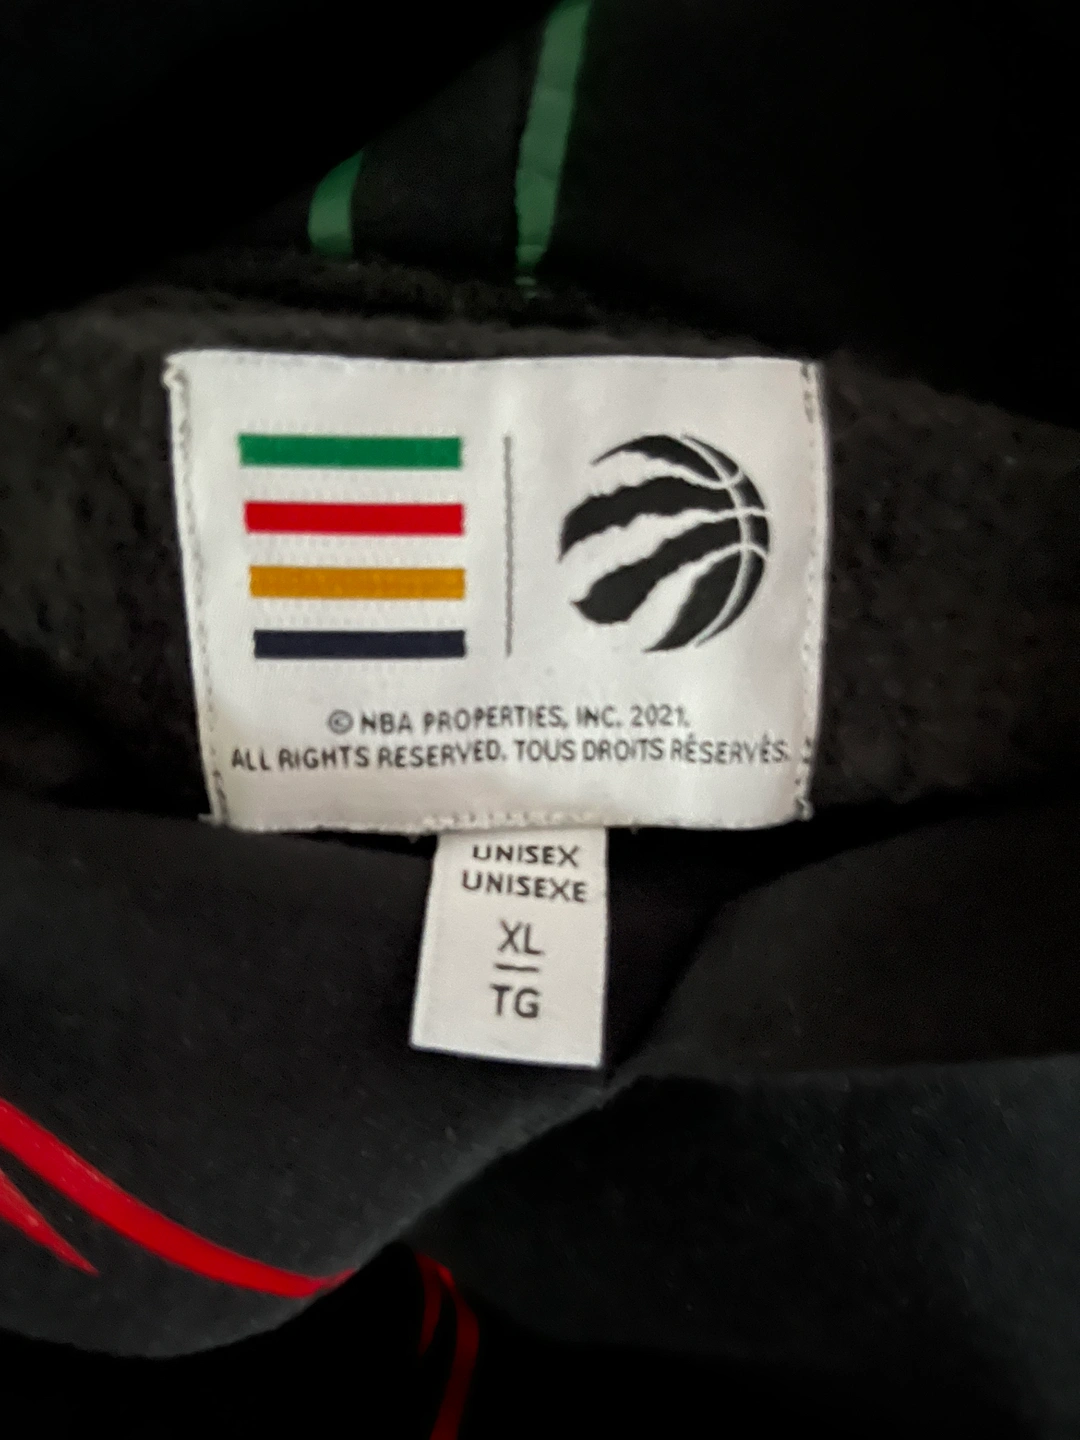 © NBA PROPERTIES, INC. 2021.
ALL RIGHTS RESERVED. TOUS DROITS RÉSERVÉS.
UNISEX
UNISEXE
XL
TG